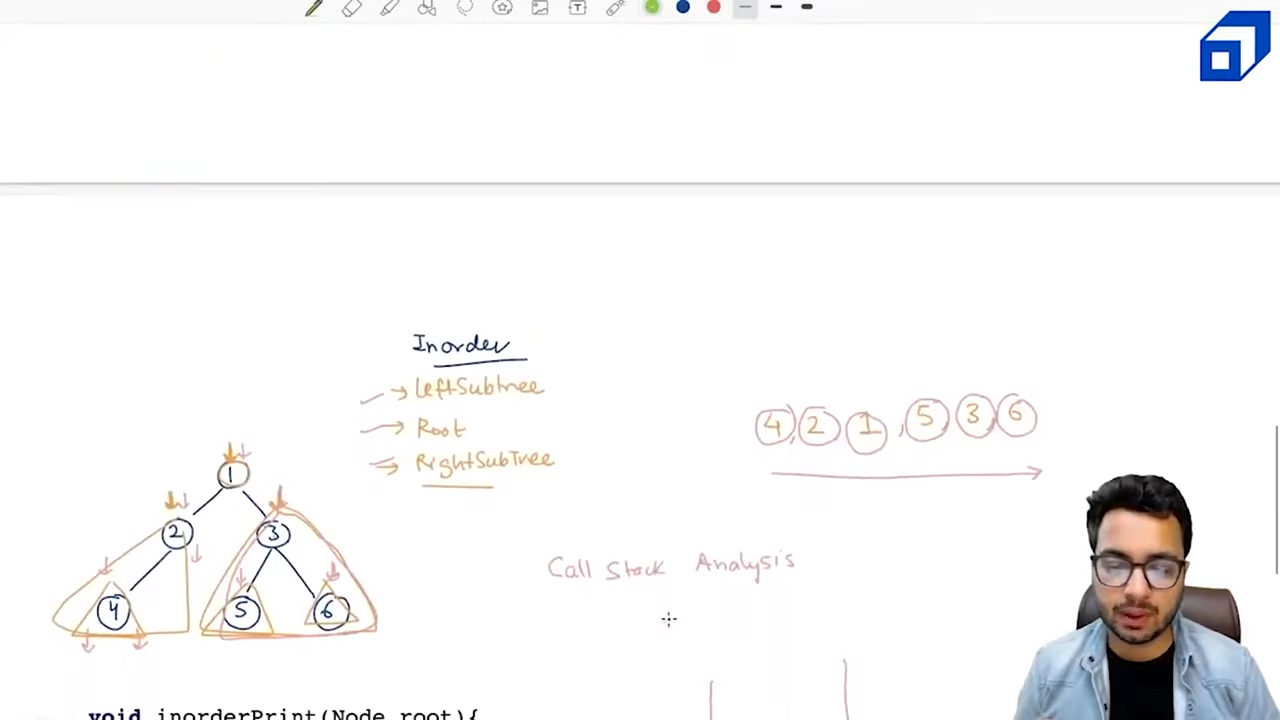 Inorder
→ LeftSubtree
→ Root
→ RightSubTree
4, 2 1 , 5 3 6
1
2 3
4 5 6
Call Stack Analysis
void inorderPrint(Node root){